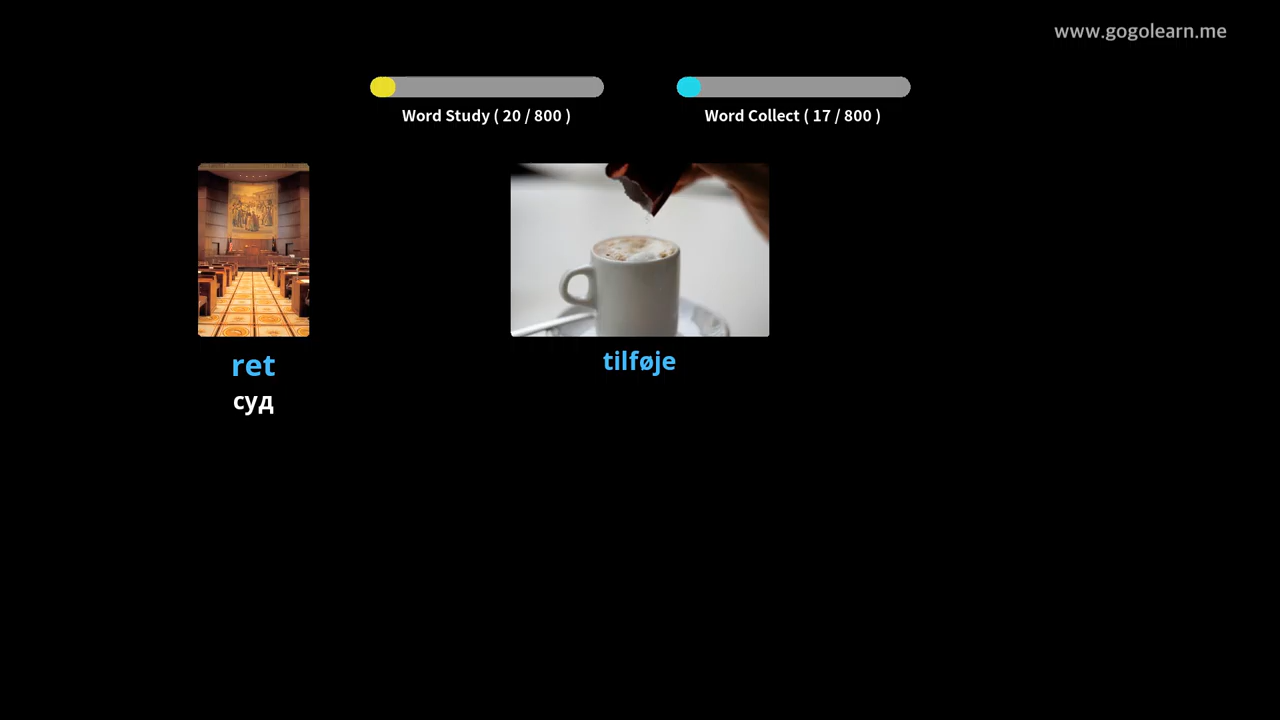 www.gogolearn.me
Word Study ( 20 / 800 )
Word Collect ( 17 / 800 )
ret
суд
tilføje